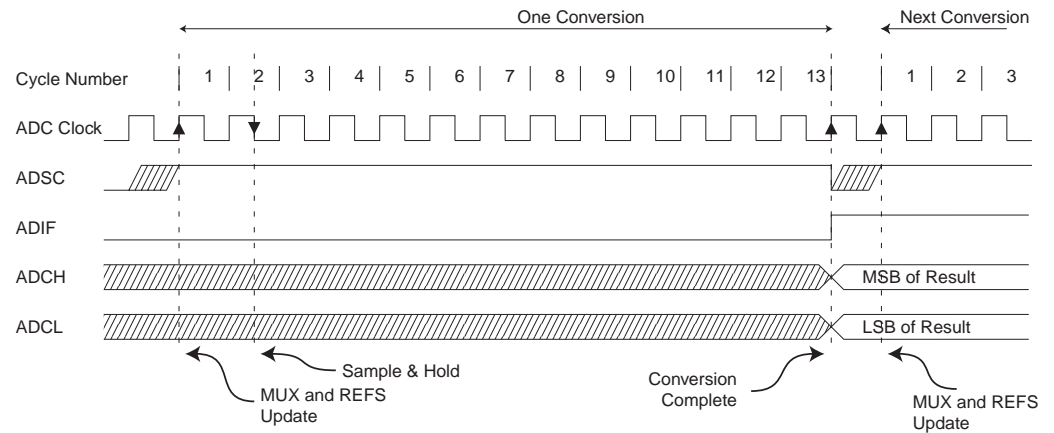 One Conversion
Next Conversion
Cycle Number 1 2 3 4 5 6 7 8 9 10 11 12 13 1 2 3
ADC Clock
ADSC
ADIF
ADCH MSB of Result
ADCL LSB of Result
Sample & Hold
MUX and REFS
Update
Conversion
Complete
MUX and REFS
Update